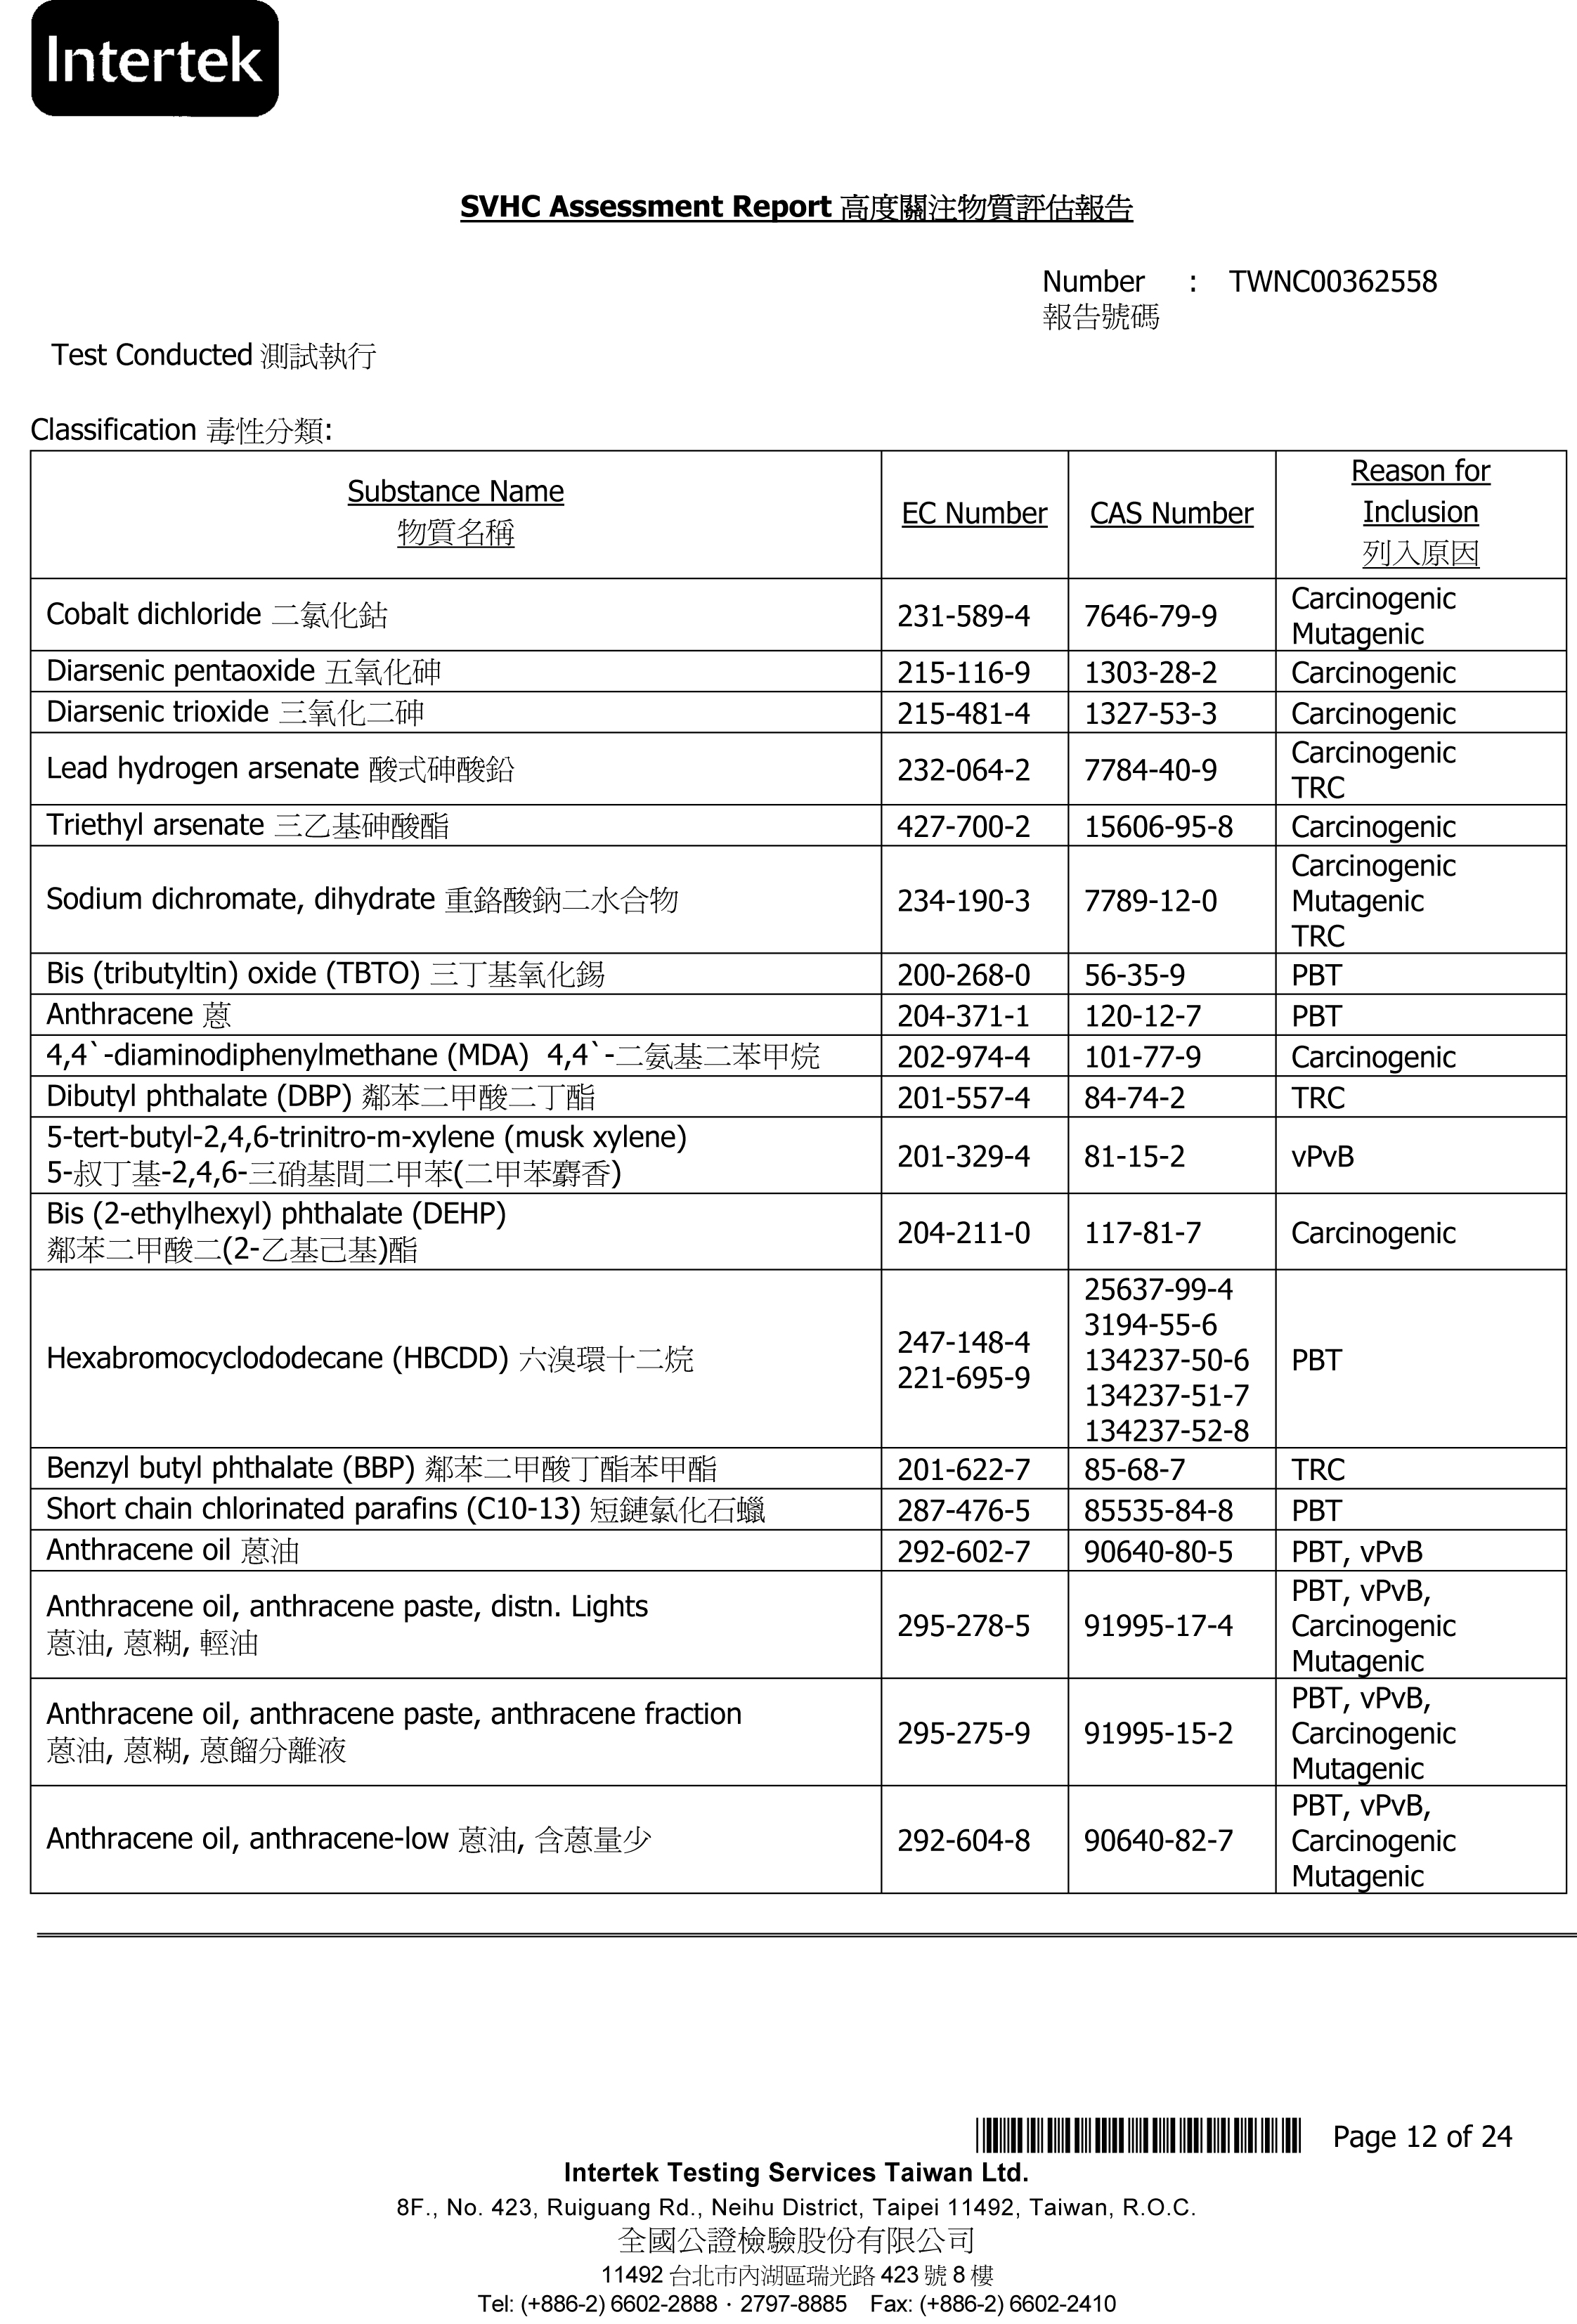 Intertek
SVHC Assessment Report 高度關注物質評估報告
Number : TWNC00362558
報告號碼
Test Conducted 測試執行
Classification 毒性分類:
Substance Name
物質名稱
EC Number
CAS Number
Reason for
Inclusion
列入原因
Cobalt dichloride 二氯化鈷
231-589-4
7646-79-9
Carcinogenic
Mutagenic
Diarsenic pentaoxide 五氧化砷
215-116-9
1303-28-2
Carcinogenic
Diarsenic trioxide 三氧化二砷
215-481-4
1327-53-3
Carcinogenic
Lead hydrogen arsenate 酸式砷酸鉛
232-064-2
7784-40-9
Carcinogenic
TRC
Triethyl arsenate 三乙基砷酸酯
427-700-2
15606-95-8
Carcinogenic
Sodium dichromate, dihydrate 重鉻酸鈉二水合物
234-190-3
7789-12-0
Carcinogenic
Mutagenic
TRC
Bis (tributyltin) oxide (TBTO) 三丁基氧化錫
200-268-0
56-35-9
PBT
Anthracene 蒽
204-371-1
120-12-7
PBT
4,4`-diaminodiphenylmethane (MDA) 4,4`-二氨基二苯甲烷
202-974-4
101-77-9
Carcinogenic
Dibutyl phthalate (DBP) 鄰苯二甲酸二丁酯
201-557-4
84-74-2
TRC
5-tert-butyl-2,4,6-trinitro-m-xylene (musk xylene)
5-叔丁基-2,4,6-三硝基間二甲苯(二甲苯麝香)
201-329-4
81-15-2
vPvB
Bis (2-ethylhexyl) phthalate (DEHP)
鄰苯二甲酸二(2-乙基己基)酯
204-211-0
117-81-7
Carcinogenic
Hexabromocyclododecane (HBCDD) 六溴環十二烷
247-148-4
221-695-9
25637-99-4
3194-55-6
134237-50-6
134237-51-7
134237-52-8
PBT
Benzyl butyl phthalate (BBP) 鄰苯二甲酸丁酯苯甲酯
201-622-7
85-68-7
TRC
Short chain chlorinated parafins (C10-13) 短鏈氯化石蠟
287-476-5
85535-84-8
PBT
Anthracene oil 蒽油
292-602-7
90640-80-5
PBT, vPvB
Anthracene oil, anthracene paste, distn. Lights
蒽油, 蒽糊, 輕油
295-278-5
91995-17-4
PBT, vPvB,
Carcinogenic
Mutagenic
Anthracene oil, anthracene paste, anthracene fraction
蒽油, 蒽糊, 蒽餾分離液
295-275-9
91995-15-2
PBT, vPvB,
Carcinogenic
Mutagenic
Anthracene oil, anthracene-low 蒽油, 含蒽量少
292-604-8
90640-82-7
PBT, vPvB,
Carcinogenic
Mutagenic
Page 12 of 24
Intertek Testing Services Taiwan Ltd.
8F., No. 423, Ruiguang Rd., Neihu District, Taipei 11492, Taiwan, R.O.C.
全國公證檢驗股份有限公司
11492 台北市內湖區瑞光路 423 號 8 樓
Tel: (+886-2) 6602-2888 · 2797-8885 Fax: (+886-2) 6602-2410